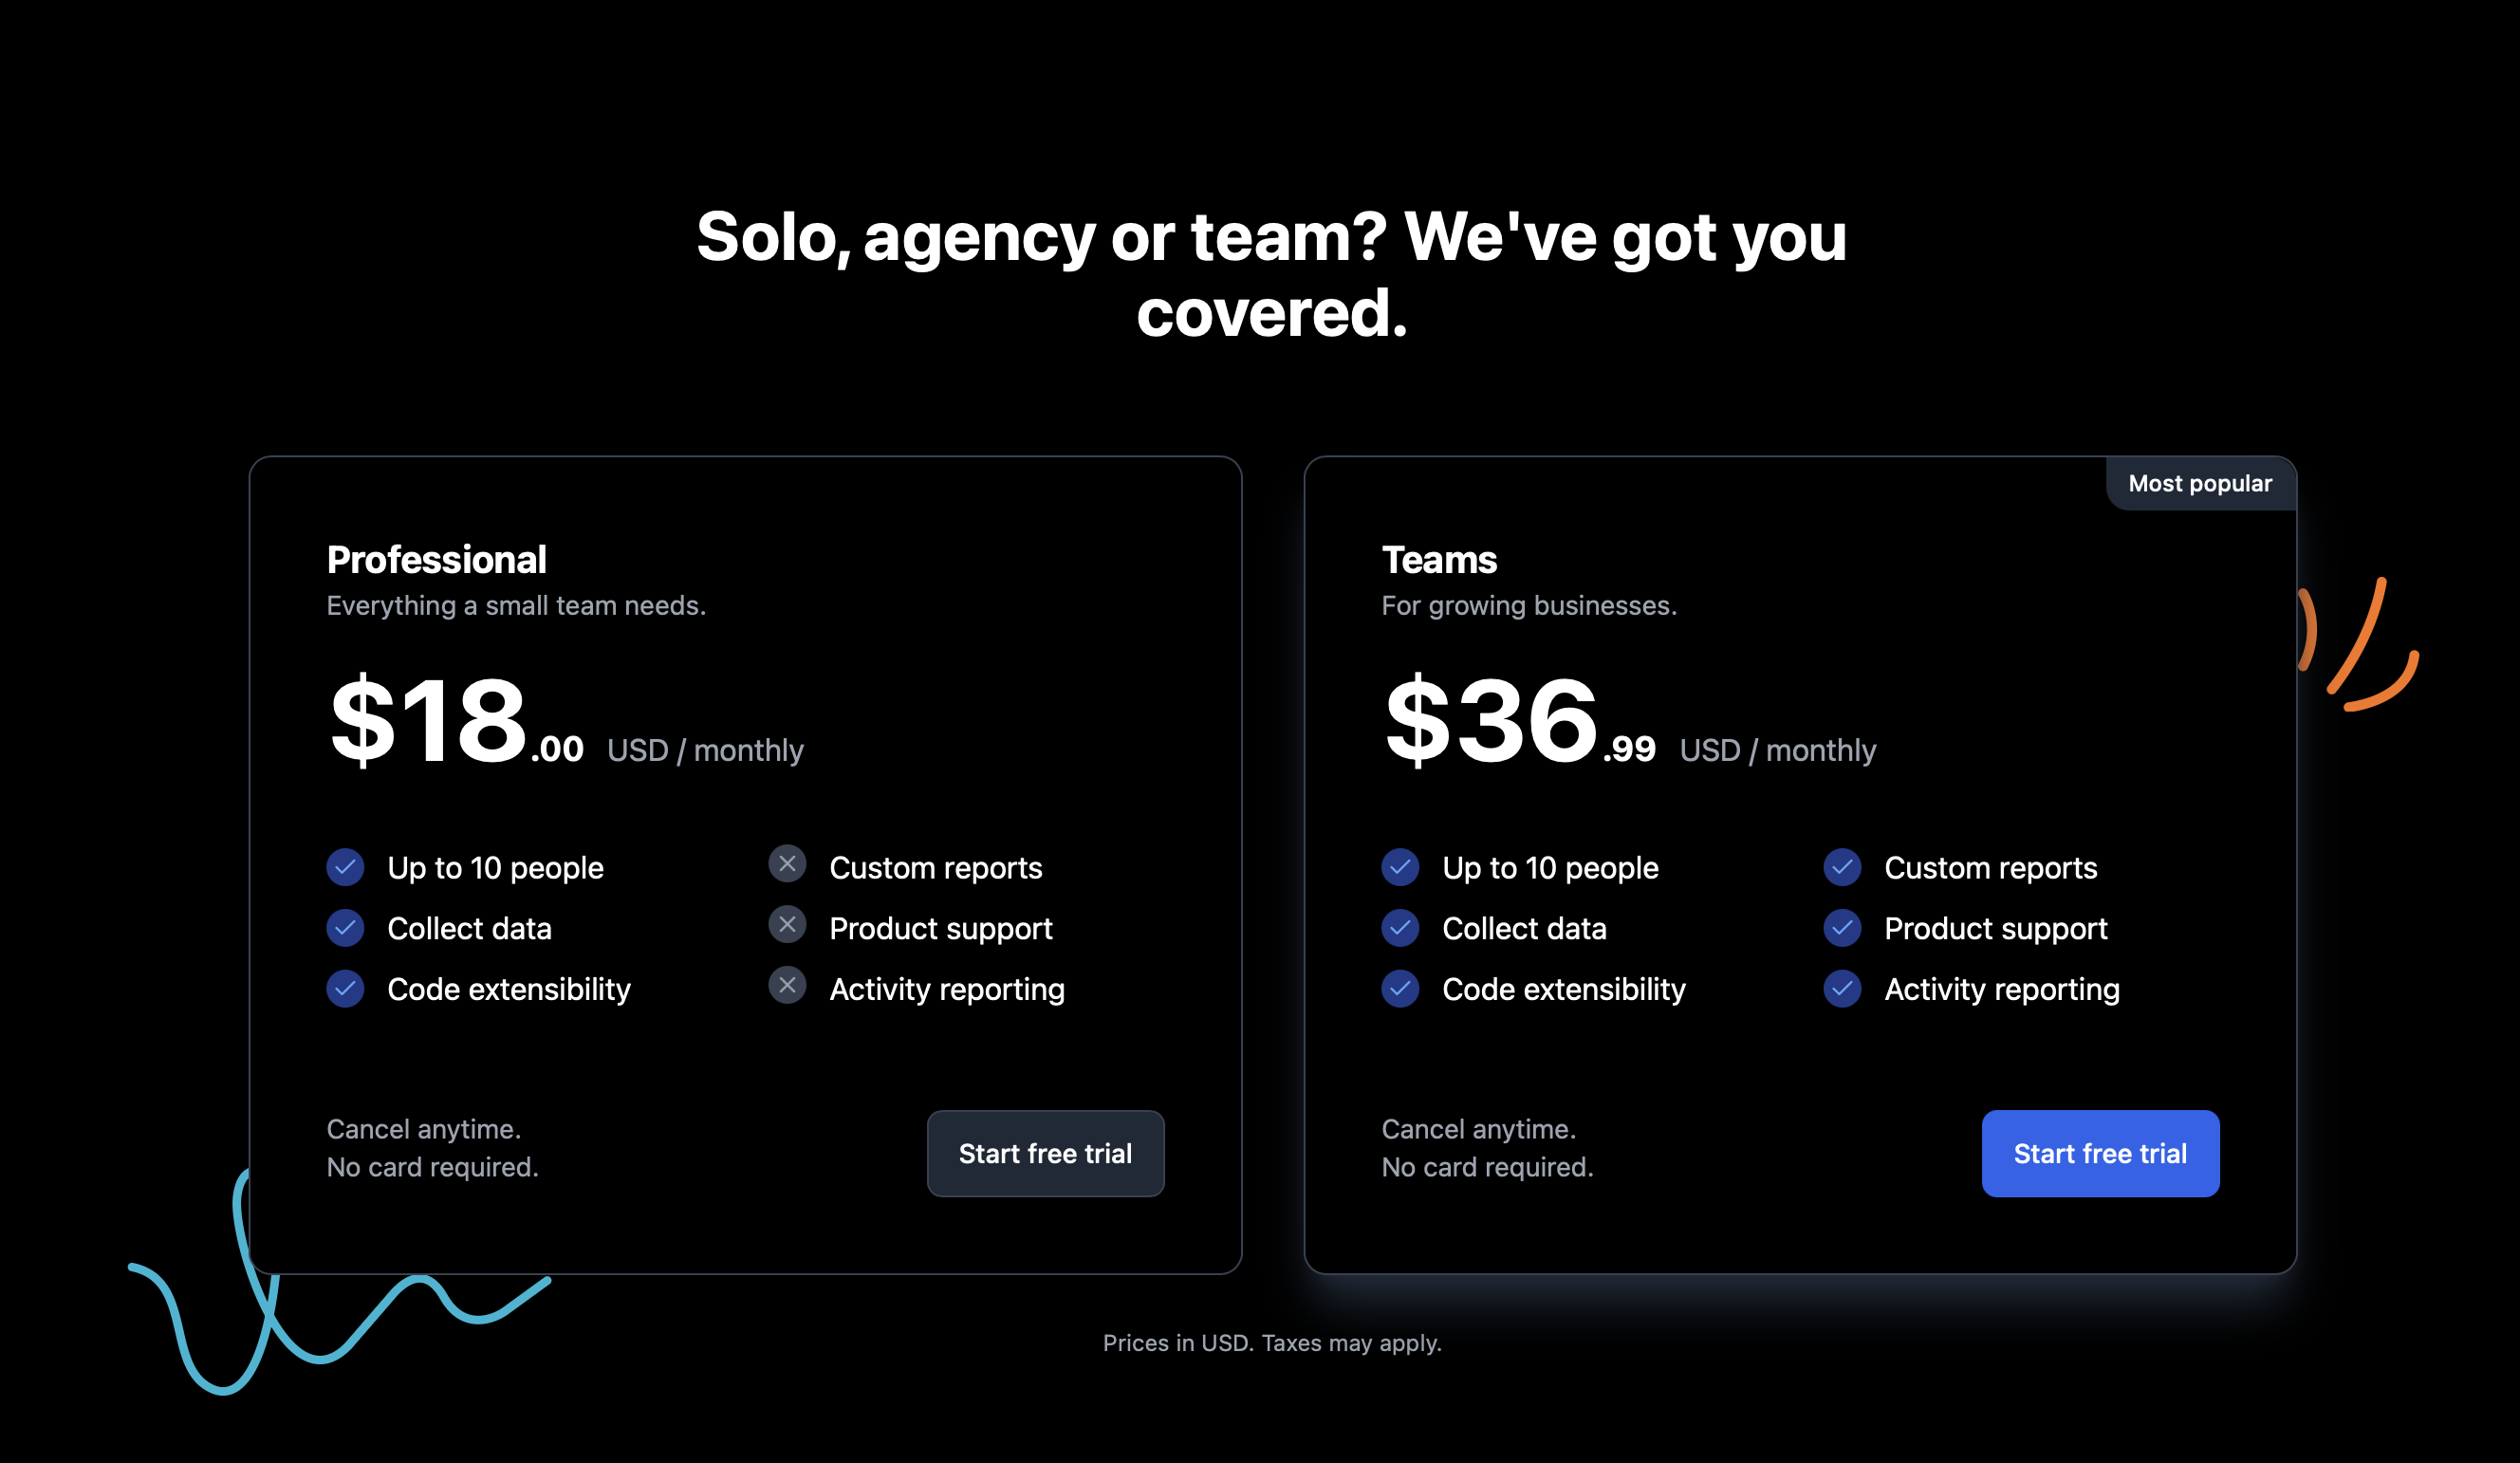 Solo, agency or team? We've got you
covered.
Professional
Everything a small team needs.
$18.00 USD / monthly
Up to 10 people
Collect data
Code extensibility
Custom reports
Product support
Activity reporting
Cancel anytime.
No card required.
Start free trial
Most popular
Teams
For growing businesses.
$36.99 USD / monthly
Up to 10 people
Collect data
Code extensibility
Custom reports
Product support
Activity reporting
Cancel anytime.
No card required.
Start free trial
Prices in USD. Taxes may apply.